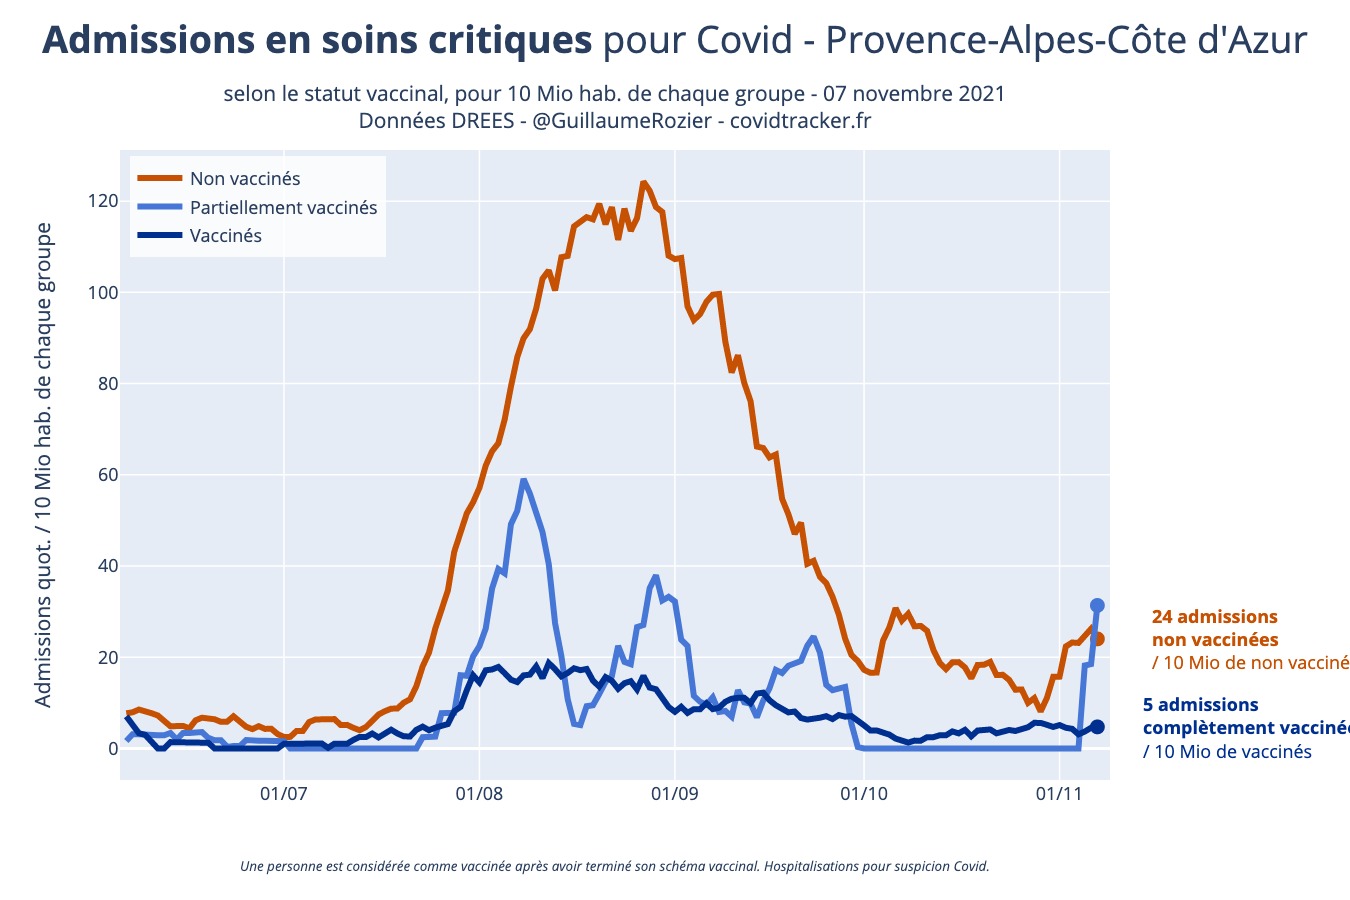 Admissions en soins critiques pour Covid - Provence-Alpes-Côte d'Azur
selon le statut vaccinal, pour 10 Mio hab. de chaque groupe - 07 novembre 2021
Données DREES - @GuillaumeRozier - covidtracker.fr
Non vaccinés
Partiellement vaccinés
Vaccinés
Admissions quot. / 10 Mio hab. de chaque groupe
120
100
80
60
40
20
0
01/07
01/08
01/09
01/10
01/11
24 admissions
non vaccinées
/ 10 Mio de non vacciné
5 admissions
complètement vacciné
/ 10 Mio de vaccinés
Une personne est considérée comme vaccinée après avoir terminé son schéma vaccinal. Hospitalisations pour suspicion Covid.